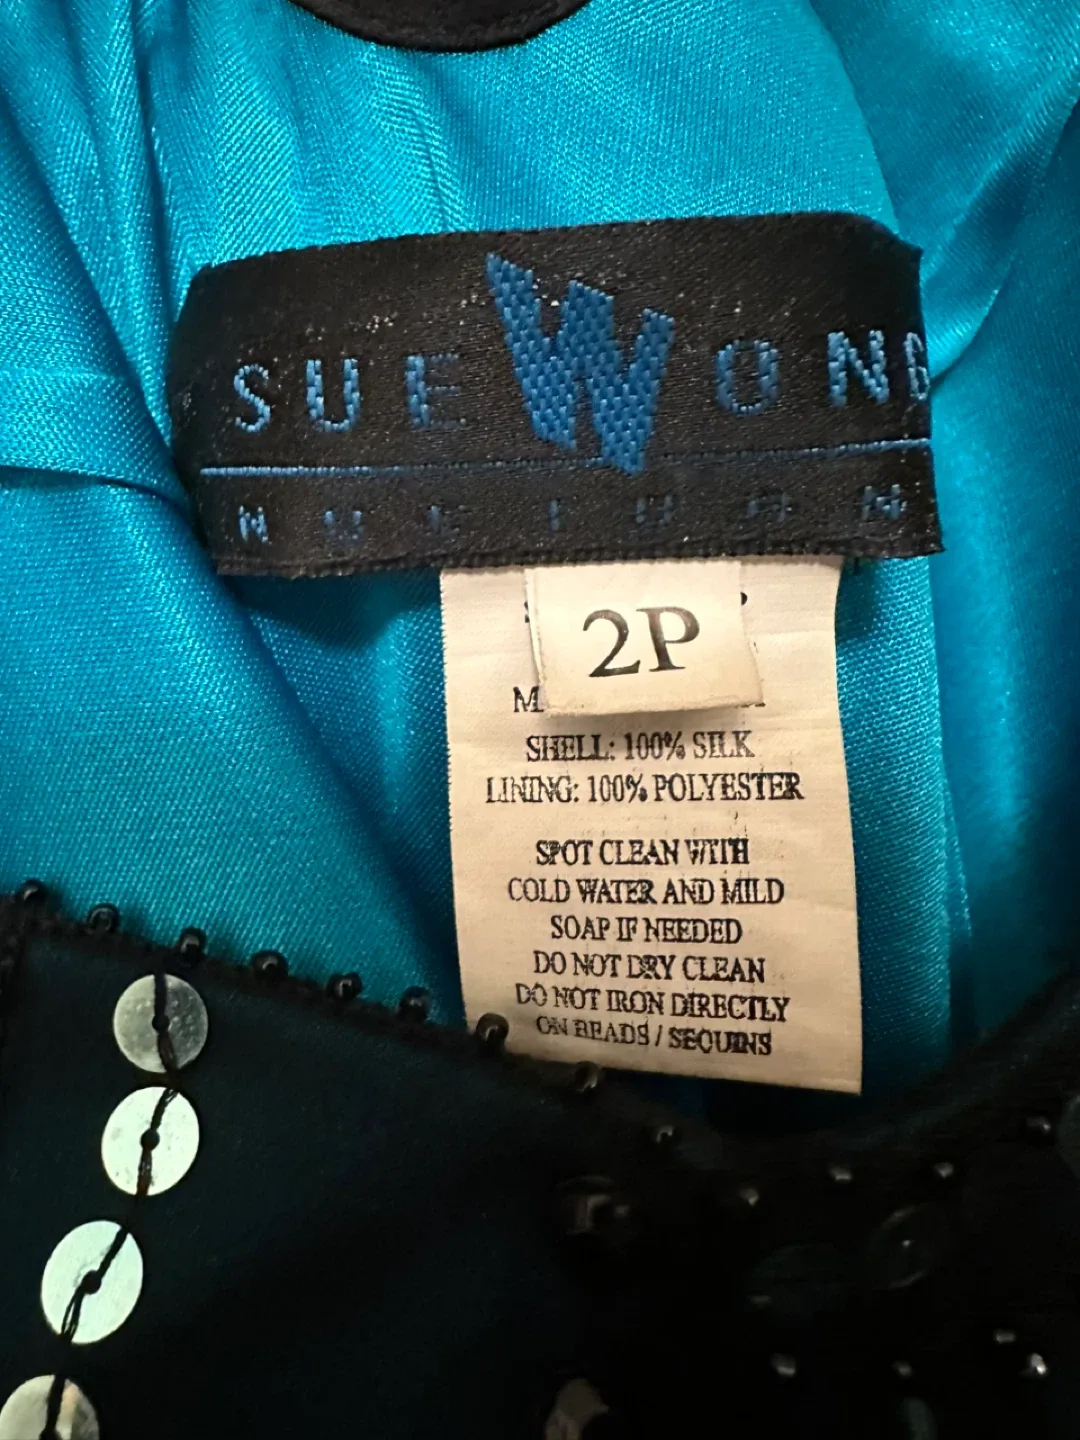 SUE WONG
2P
SHELL: 100% SILK
LINING: 100% POLYESTER
SPOT CLEAN WITH
COLD WATER AND MILD
SOAP IF NEEDED
DO NOT DRY CLEAN
DO NOT IRON DIRECTLY
ON BEADS / SEQUINS